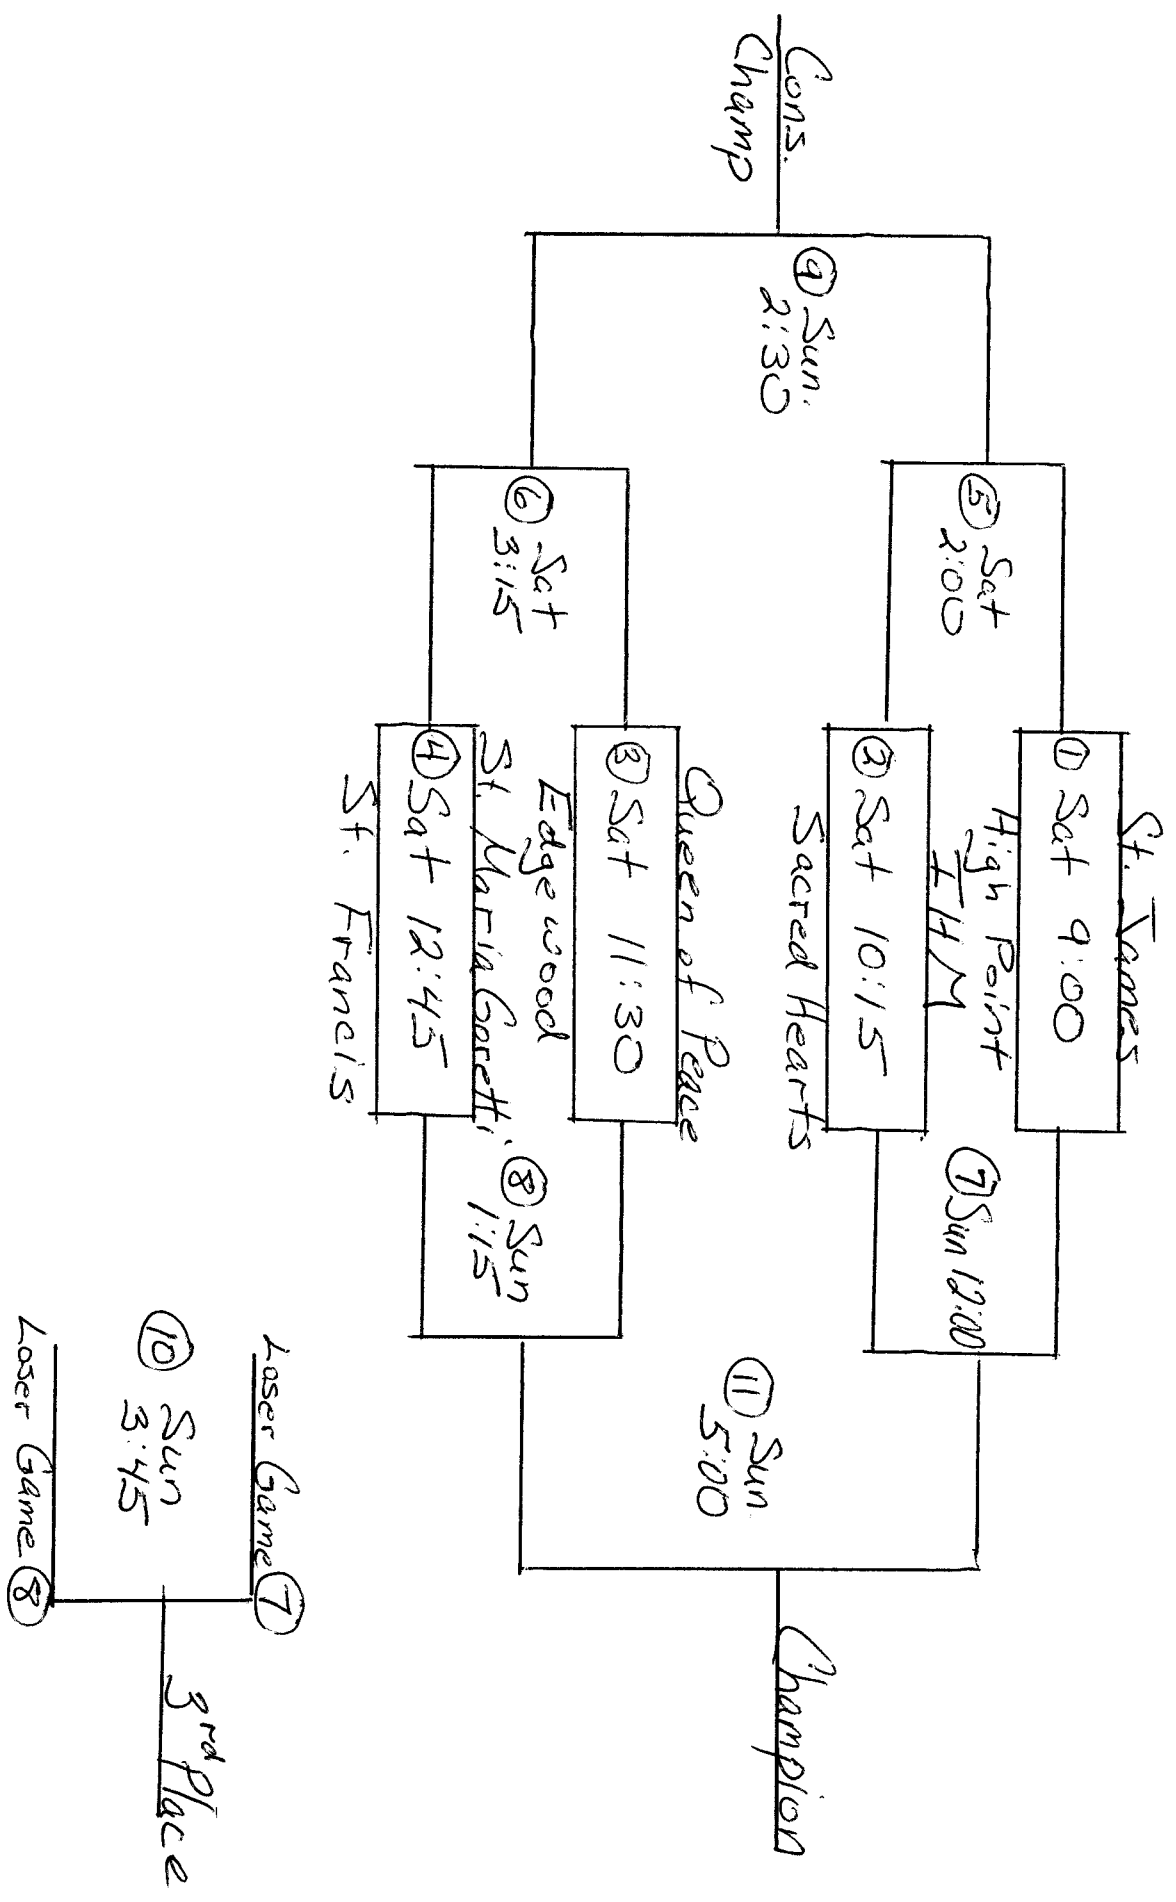 St. James
① Sat 9:00
High Point
IHM
② Sat 10:15
Sacred Hearts
Queen of Peace
③ Sat 11:30
Edgewood
St. Maria Goretti
④ Sat 12:45
St. Francis
⑤ Sat
2:00
⑥ Sat
3:15
⑨ Sun.
2:30
Cons.
Champ
⑦ Sun 12:00
⑧ Sun
1:15
⑪ Sun
5:00
Champion
Loser Game ⑦
⑩ Sun
3:45
Loser Game ⑧
3rd Place